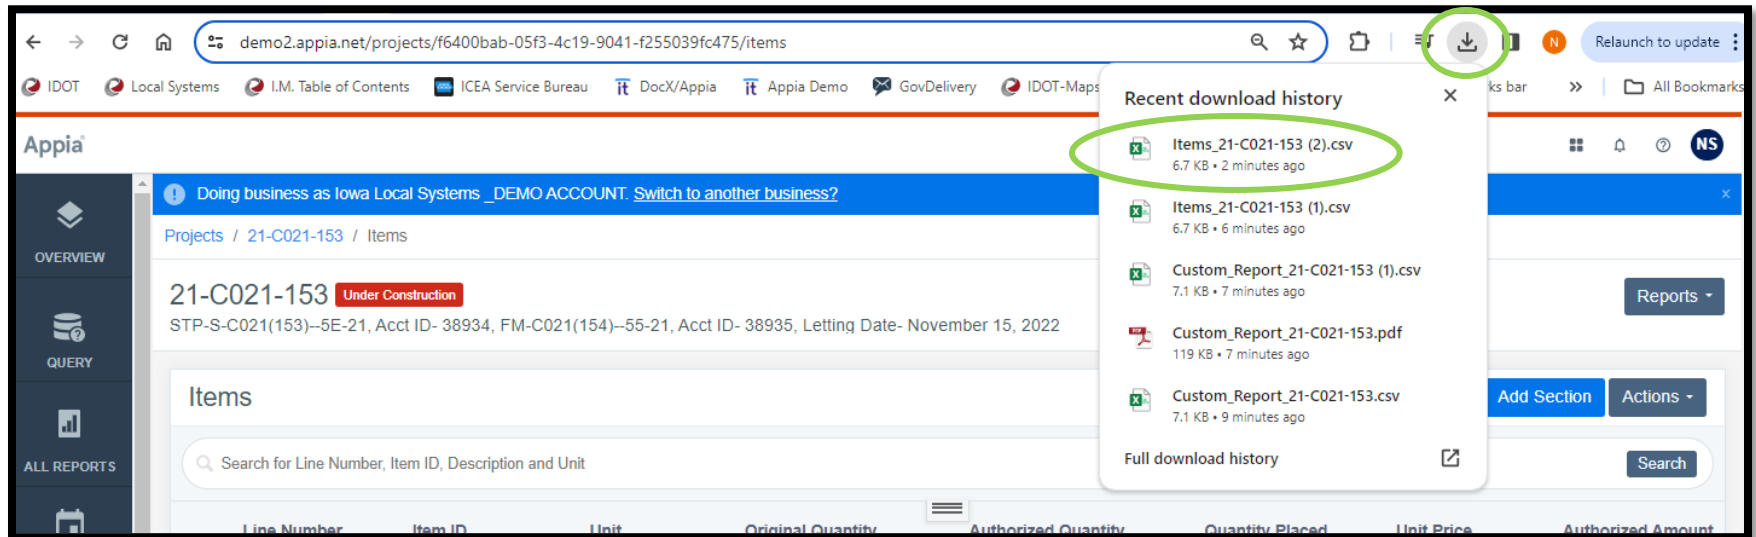 demo2.appia.net/projects/f6400bab-05f3-4c19-9041-f255039fc475/items
N
Relaunch to update
IDOT
Local Systems
I.M. Table of Contents
ICEA Service Bureau
DocX/Appia
Appia Demo
GovDelivery
IDOT-Maps
ks bar
All Bookmarks
Recent download history
Items_21-C021-153 (2).csv
6.7 KB • 2 minutes ago
Items_21-C021-153 (1).csv
6.7 KB • 6 minutes ago
Custom_Report_21-C021-153 (1).csv
7.1 KB • 7 minutes ago
Custom_Report_21-C021-153.pdf
119 KB • 7 minutes ago
Custom_Report_21-C021-153.csv
7.1 KB • 9 minutes ago
Full download history
Appia
NS
Doing business as Iowa Local Systems _DEMO ACCOUNT. Switch to another business?
OVERVIEW
QUERY
ALL REPORTS
Projects / 21-C021-153 / Items
21-C021-153 Under Construction
Reports
STP-S-C021(153)--5E-21, Acct ID- 38934, FM-C021(154)--55-21, Acct ID- 38935, Letting Date- November 15, 2022
Items
Add Section
Actions
Search for Line Number, Item ID, Description and Unit
Search
Line Number Item ID Unit Original Quantity Authorized Quantity Quantity Placed Unit Price Authorized Amount